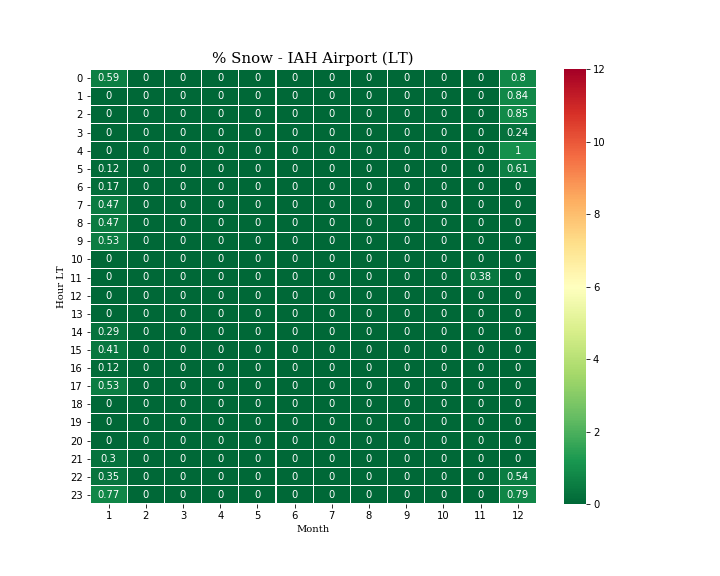 % Snow - IAH Airport (LT)
0 0.59 0 0 0 0 0 0 0 0 0 0 0.8
1 0 0 0 0 0 0 0 0 0 0 0 0.84
2 0 0 0 0 0 0 0 0 0 0 0 0.85
3 0 0 0 0 0 0 0 0 0 0 0 0.24
4 0 0 0 0 0 0 0 0 0 0 0 1
5 0.12 0 0 0 0 0 0 0 0 0 0 0.61
6 0.17 0 0 0 0 0 0 0 0 0 0 0
7 0.47 0 0 0 0 0 0 0 0 0 0 0
8 0.47 0 0 0 0 0 0 0 0 0 0 0
9 0.53 0 0 0 0 0 0 0 0 0 0 0
10 0 0 0 0 0 0 0 0 0 0 0 0
11 0 0 0 0 0 0 0 0 0 0 0.38 0
12 0 0 0 0 0 0 0 0 0 0 0 0
13 0 0 0 0 0 0 0 0 0 0 0 0
14 0.29 0 0 0 0 0 0 0 0 0 0 0
15 0.41 0 0 0 0 0 0 0 0 0 0 0
16 0.12 0 0 0 0 0 0 0 0 0 0 0
17 0.53 0 0 0 0 0 0 0 0 0 0 0
18 0 0 0 0 0 0 0 0 0 0 0 0
19 0 0 0 0 0 0 0 0 0 0 0 0
20 0 0 0 0 0 0 0 0 0 0 0 0
21 0.3 0 0 0 0 0 0 0 0 0 0 0
22 0.35 0 0 0 0 0 0 0 0 0 0 0.54
23 0.77 0 0 0 0 0 0 0 0 0 0 0.79
1 2 3 4 5 6 7 8 9 10 11 12
Month
Hour LT
12
10
8
6
4
2
0